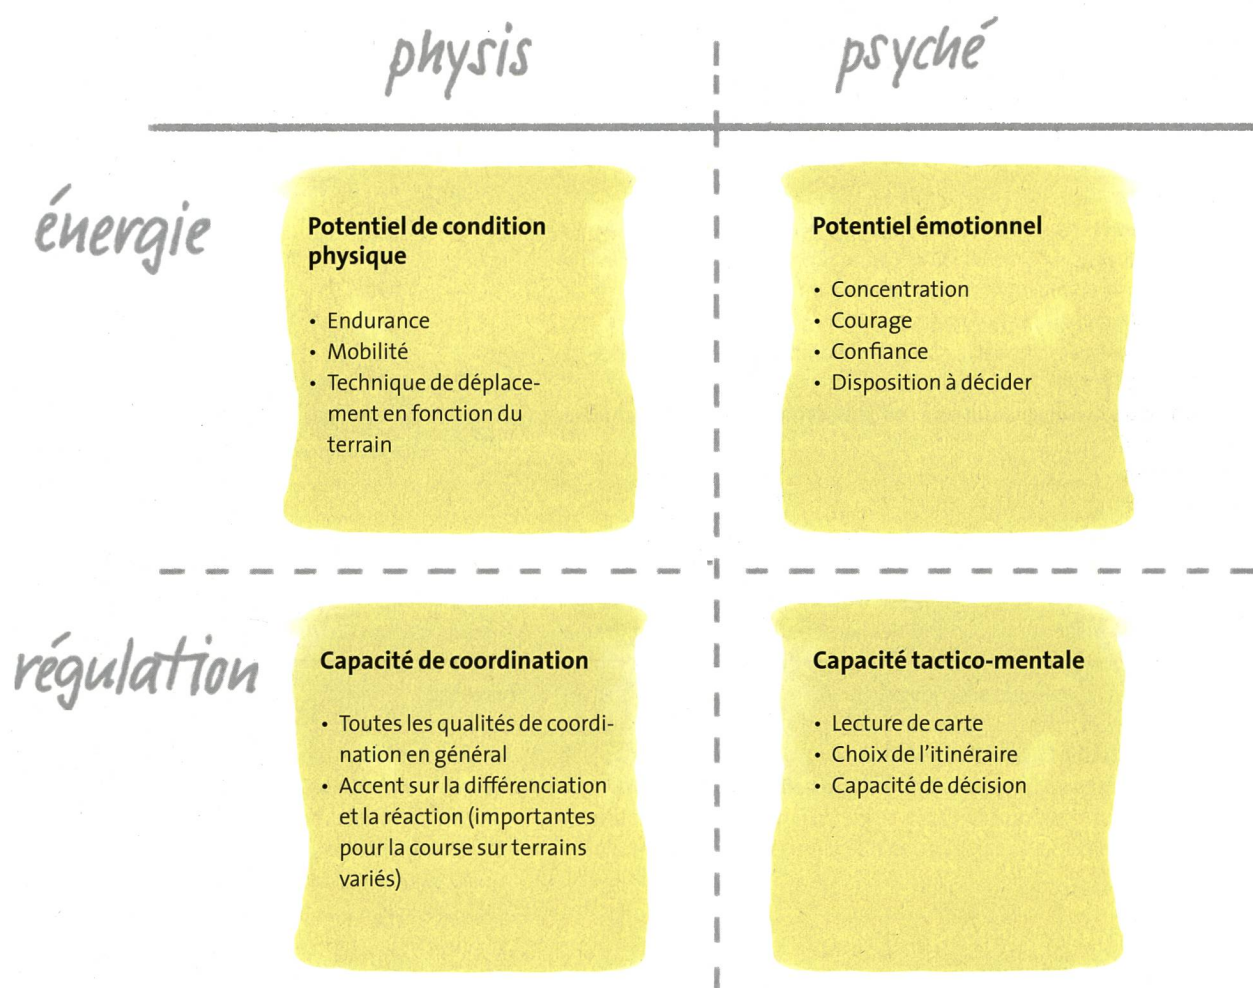 physis
psyché
énergie
Potentiel de condition
physique
• Endurance
• Mobilité
• Technique de déplace-
ment en fonction du
terrain
Potentiel émotionnel
• Concentration
• Courage
• Confiance
• Disposition à décider
régulation
Capacité de coordination
• Toutes les qualités de coordi-
nation en général
• Accent sur la différenciation
et la réaction (importantes
pour la course sur terrains
variés)
Capacité tactico-mentale
• Lecture de carte
• Choix de l’itinéraire
• Capacité de décision